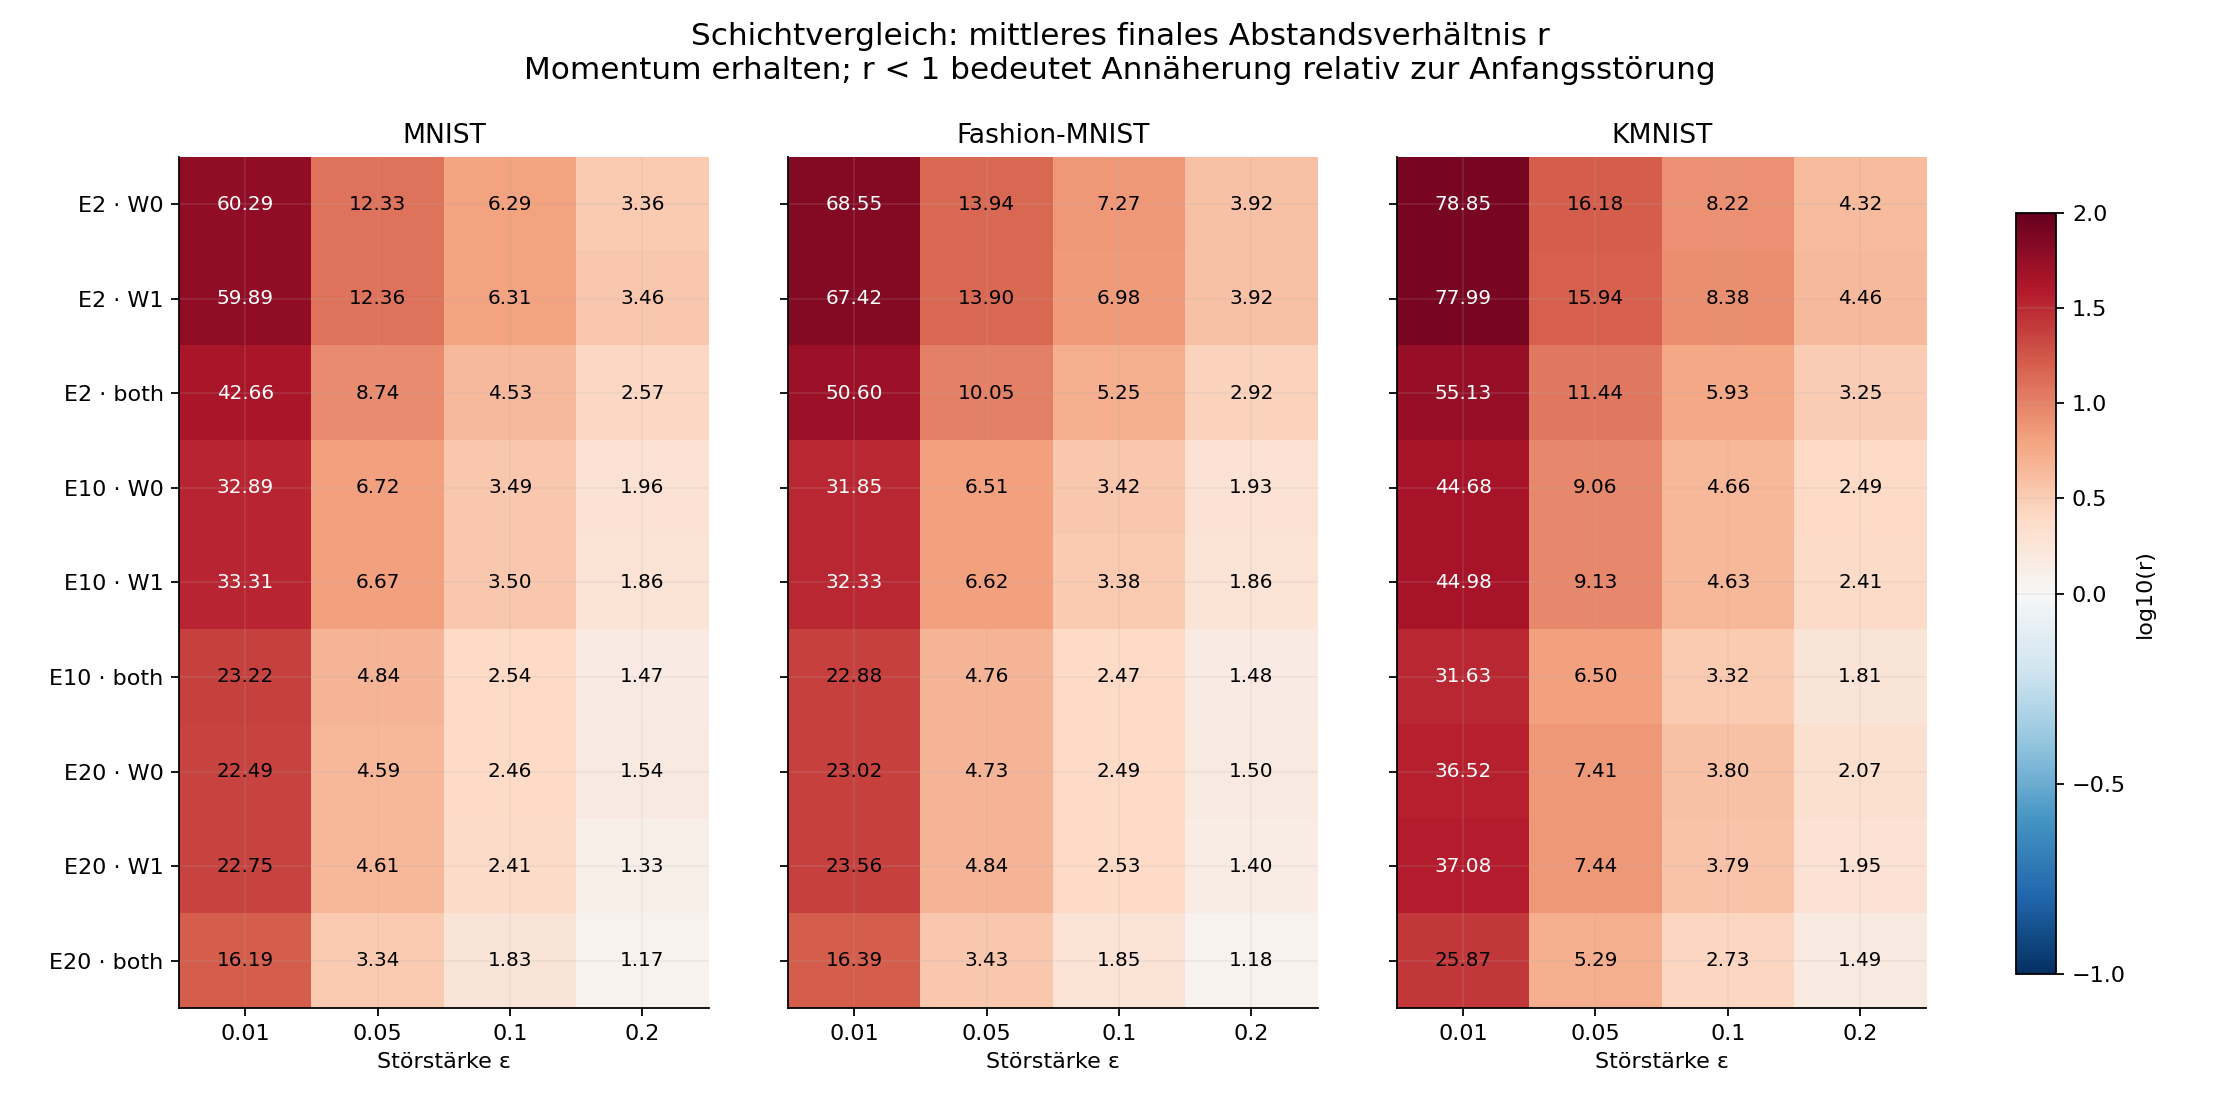 Schichtvergleich: mittleres finales Abstandsverhältnis r
Momentum erhalten; r < 1 bedeutet Annäherung relativ zur Anfangsstörung
MNIST
Fashion-MNIST
KMNIST
E2 · W0 60.29 12.33 6.29 3.36 68.55 13.94 7.27 3.92 78.85 16.18 8.22 4.32
E2 · W1 59.89 12.36 6.31 3.46 67.42 13.90 6.98 3.92 77.99 15.94 8.38 4.46
E2 · both 42.66 8.74 4.53 2.57 50.60 10.05 5.25 2.92 55.13 11.44 5.93 3.25
E10 · W0 32.89 6.72 3.49 1.96 31.85 6.51 3.42 1.93 44.68 9.06 4.66 2.49
E10 · W1 33.31 6.67 3.50 1.86 32.33 6.62 3.38 1.86 44.98 9.13 4.63 2.41
E10 · both 23.22 4.84 2.54 1.47 22.88 4.76 2.47 1.48 31.63 6.50 3.32 1.81
E20 · W0 22.49 4.59 2.46 1.54 23.02 4.73 2.49 1.50 36.52 7.41 3.80 2.07
E20 · W1 22.75 4.61 2.41 1.33 23.56 4.84 2.53 1.40 37.08 7.44 3.79 1.95
E20 · both 16.19 3.34 1.83 1.17 16.39 3.43 1.85 1.18 25.87 5.29 2.73 1.49
0.01 0.05 0.1 0.2 0.01 0.05 0.1 0.2 0.01 0.05 0.1 0.2
Störstärke ε
Störstärke ε
Störstärke ε
2.0
1.5
1.0
0.5
0.0
−0.5
−1.0
log10(r)